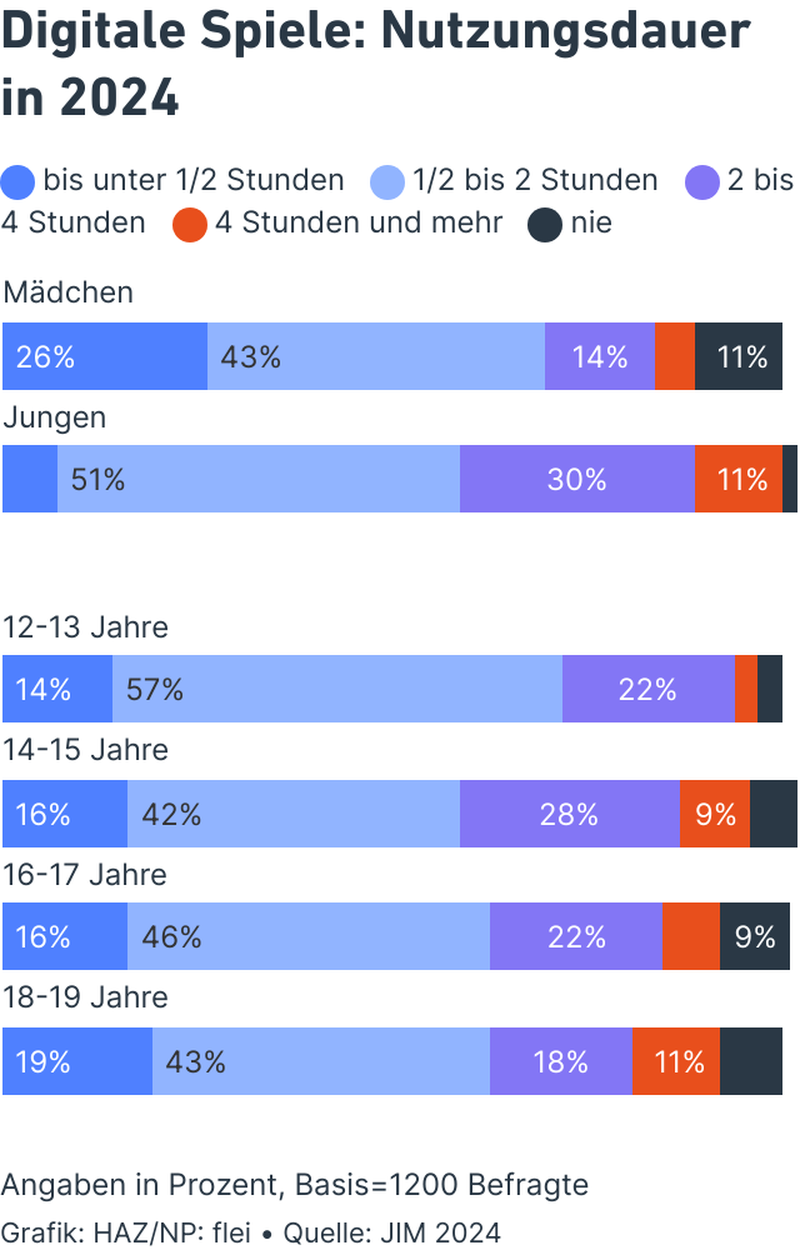 Digitale Spiele: Nutzungsdauer
in 2024
bis unter 1/2 Stunden 1/2 bis 2 Stunden 2 bis
4 Stunden 4 Stunden und mehr nie
Mädchen
26% 43% 14% 11%
Jungen
51% 30% 11%
12-13 Jahre
14% 57% 22%
14-15 Jahre
16% 42% 28% 9%
16-17 Jahre
16% 46% 22% 9%
18-19 Jahre
19% 43% 18% 11%
Angaben in Prozent, Basis=1200 Befragte
Grafik: HAZ/NP: flei • Quelle: JIM 2024